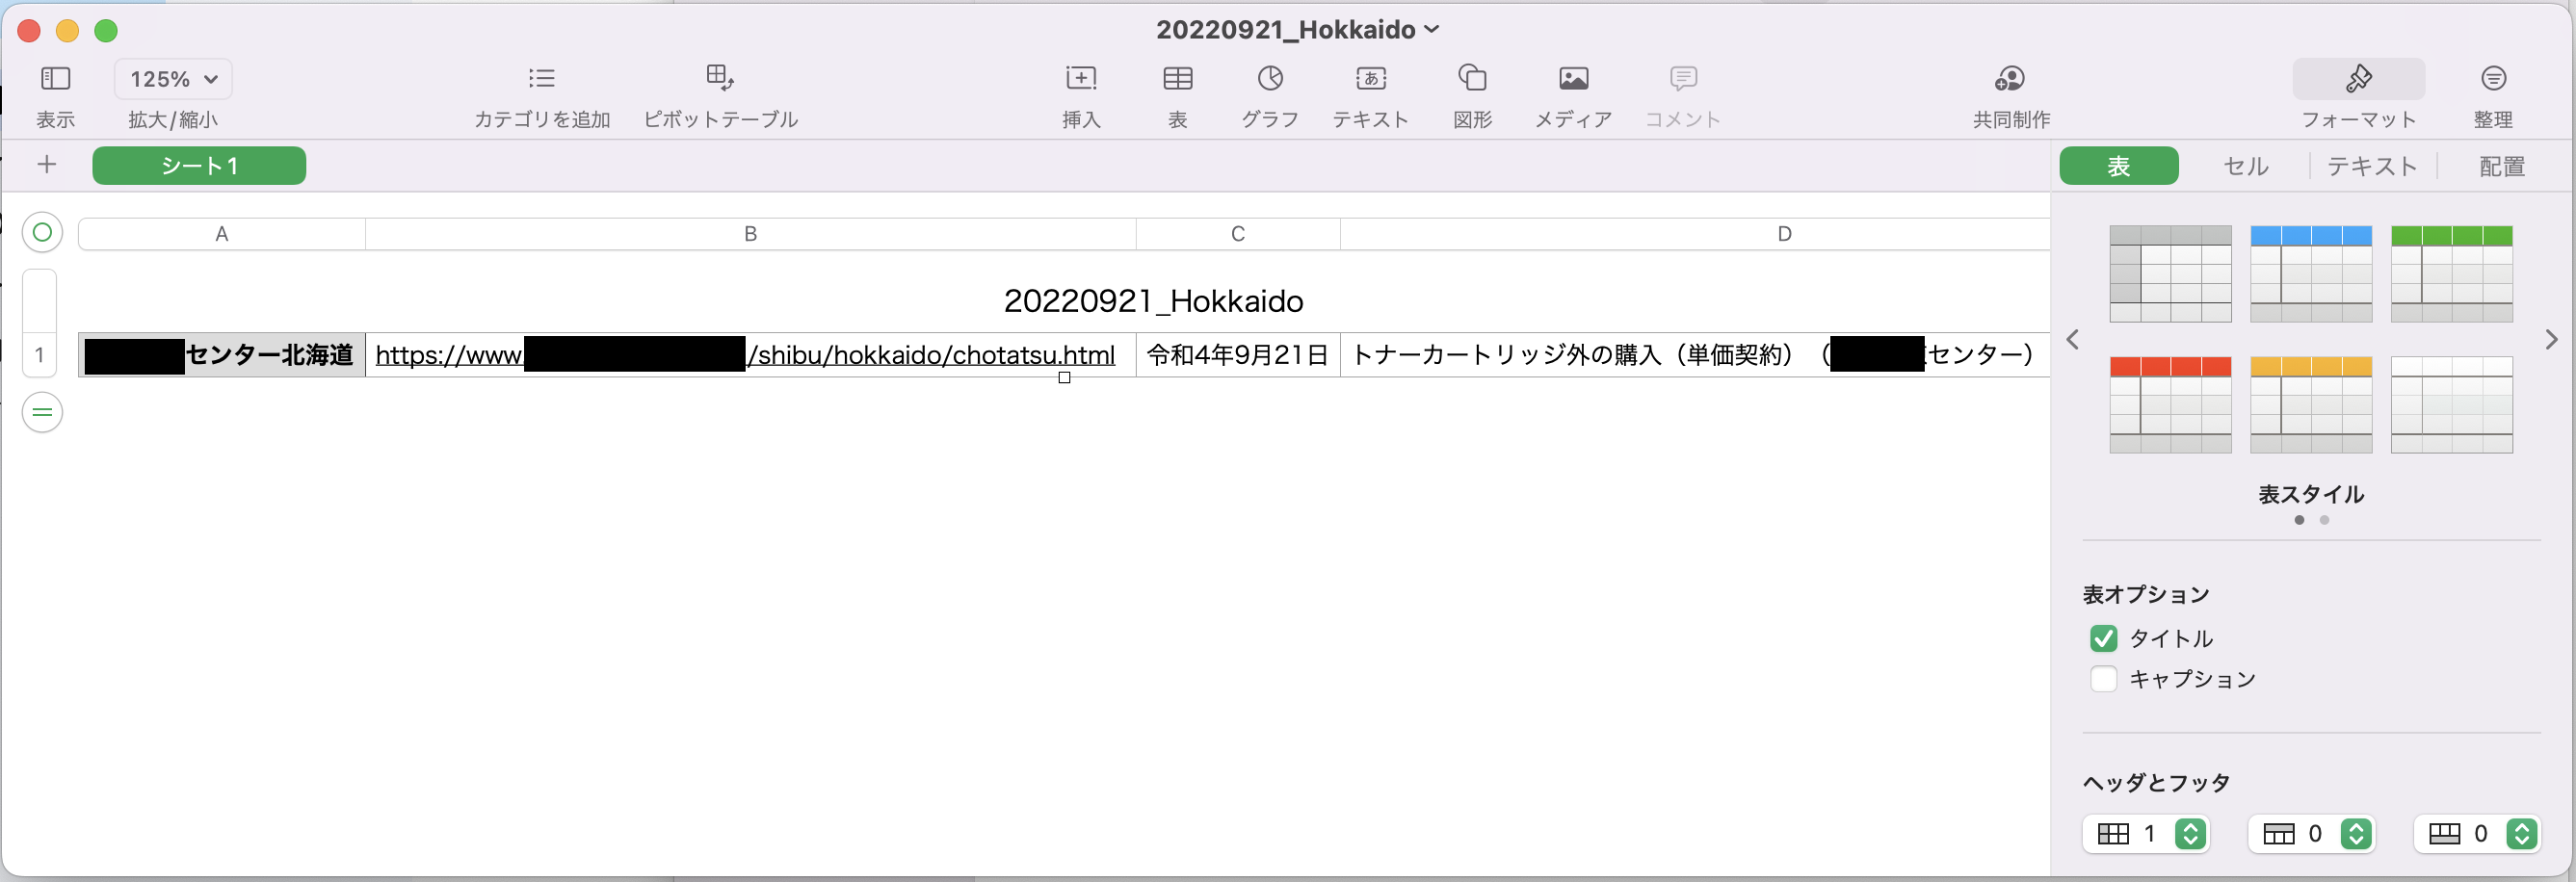 20220921_Hokkaido
125%
表示
拡大/縮小
カテゴリを追加
ピボットテーブル
挿入
表
グラフ
あ
テキスト
図形
メディア
コメント
共同制作
フォーマット
整理
シート1
表
セル
テキスト
配置
A
B
C
D
20220921_Hokkaido
1
センター北海道
https://www.
/shibu/hokkaido/chotatsu.html
令和4年9月21日
トナーカートリッジ外の購入（単価契約）（
センター）
表スタイル
表オプション
タイトル
キャプション
ヘッダとフッタ
1
0
0